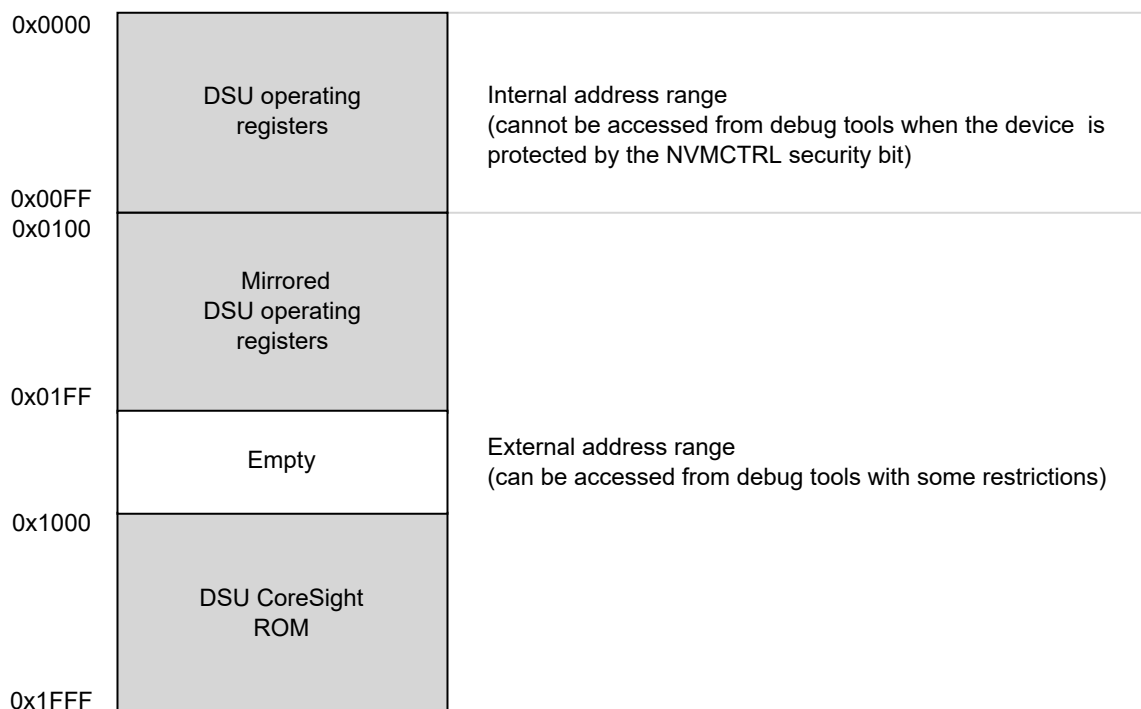 0x0000
DSU operating
registers
Internal address range
(cannot be accessed from debug tools when the device is
protected by the NVMCTRL security bit)
0x00FF
0x0100
Mirrored
DSU operating
registers
0x01FF
Empty
External address range
(can be accessed from debug tools with some restrictions)
0x1000
DSU CoreSight
ROM
0x1FFF